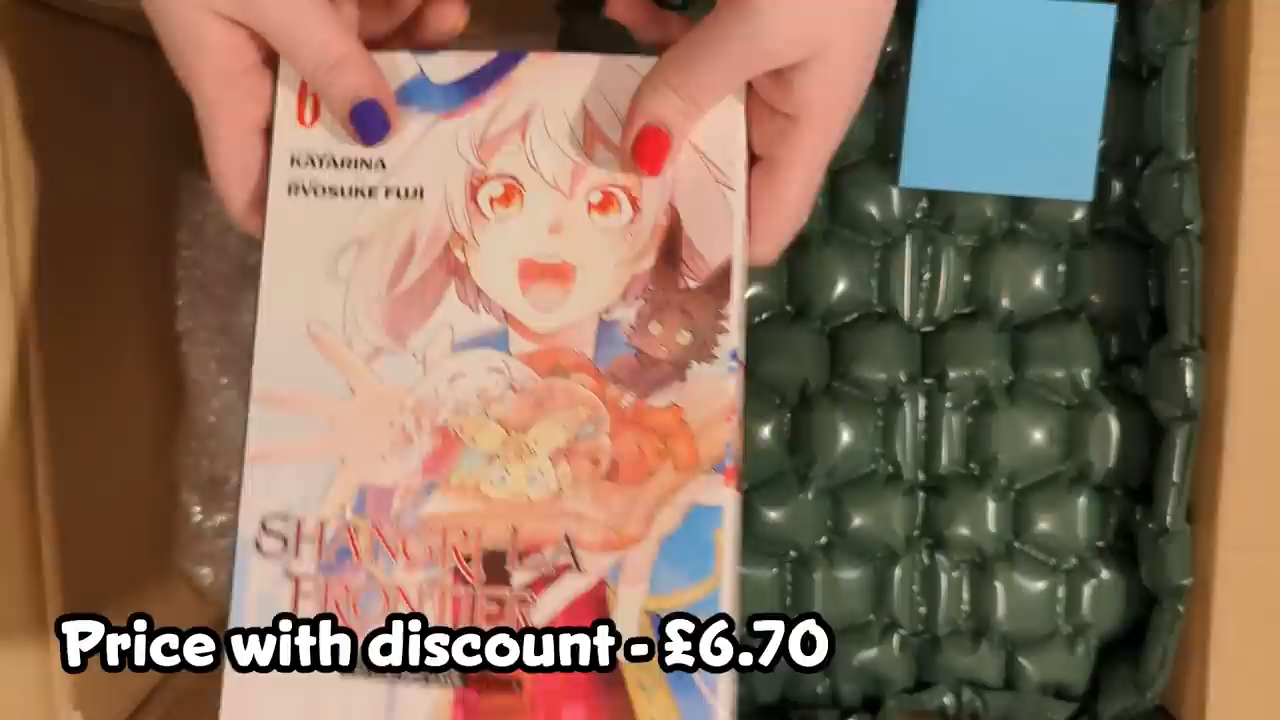 KATARINA
RYOSUKE FUJI
SHANGRI-LA
FRONTIER
Price with discount - £6.70